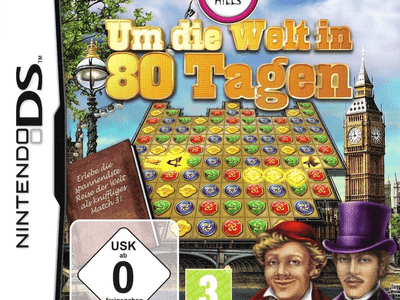 HILLS
Um die Welt in
80 Tagen
NINTENDO DS
Erlebe die
spannendste
Reise der Welt
als kniffliges
Match 3!
USK
ab
0
freigegeben
3